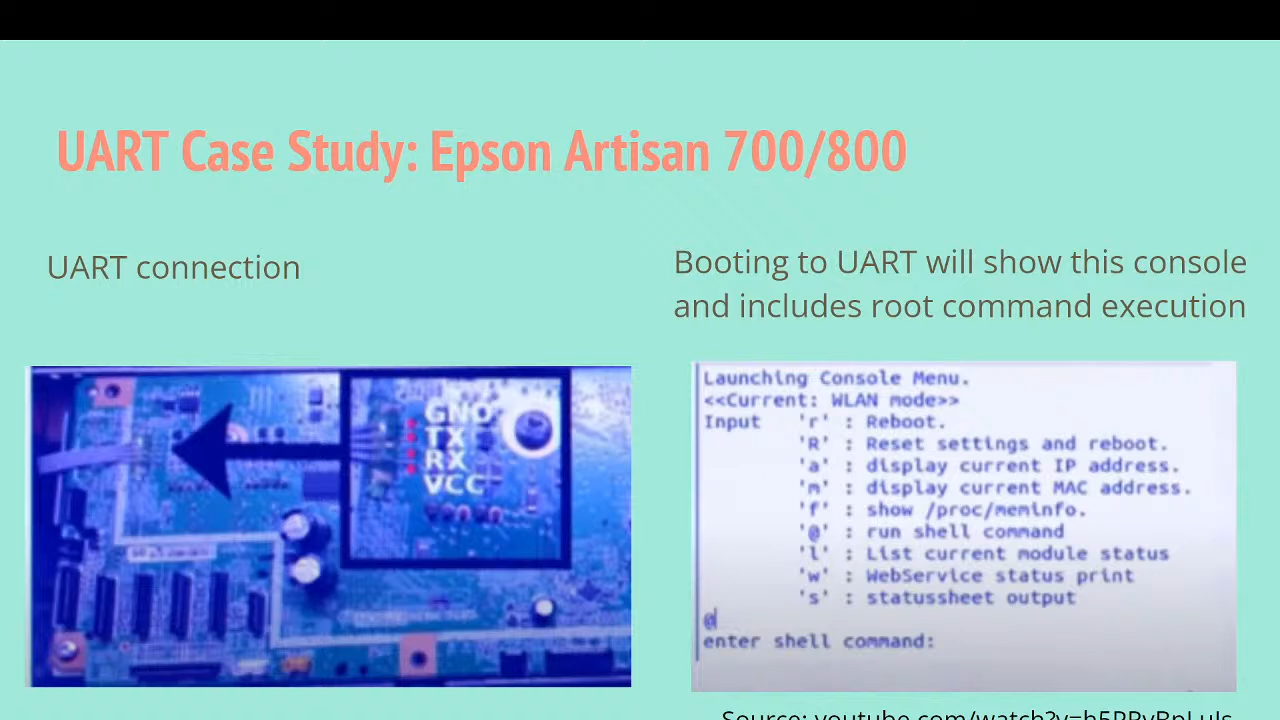 UART Case Study: Epson Artisan 700/800
UART connection
Booting to UART will show this console
and includes root command execution
GND
TX
RX
VCC
Launching Console Menu.
<<Current: WLAN mode>>
Input 'r' : Reboot.
'R' : Reset settings and reboot.
'a' : display current IP address.
'm' : display current MAC address.
'f' : show /proc/meminfo.
'@' : run shell command
'l' : List current module status
'w' : WebService status print
's' : statussheet output
@
enter shell command:
Source: